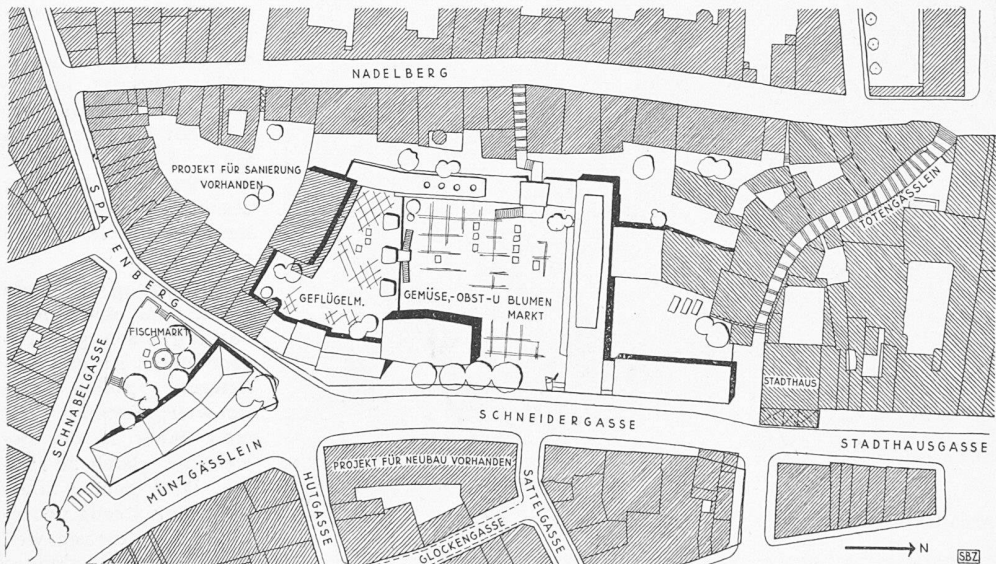 NADELBERG
PROJEKT FÜR SANIERUNG
VORHANDEN
SPALENBERG
TOTENGÄSSLEIN
GEFLÜGELM.
GEMÜSE,-OBST-U BLUMEN
MARKT
FISCHMARKT
SCHNABELGASSE
STADTHAUS
SCHNEIDERGASSE
STADTHAUSGASSE
MÜNZGÄSSLEIN
HUTGASSE
PROJEKT FÜR NEUBAU VORHANDEN
SATTELGASSE
GLOCKENGASSE
N
SBZ